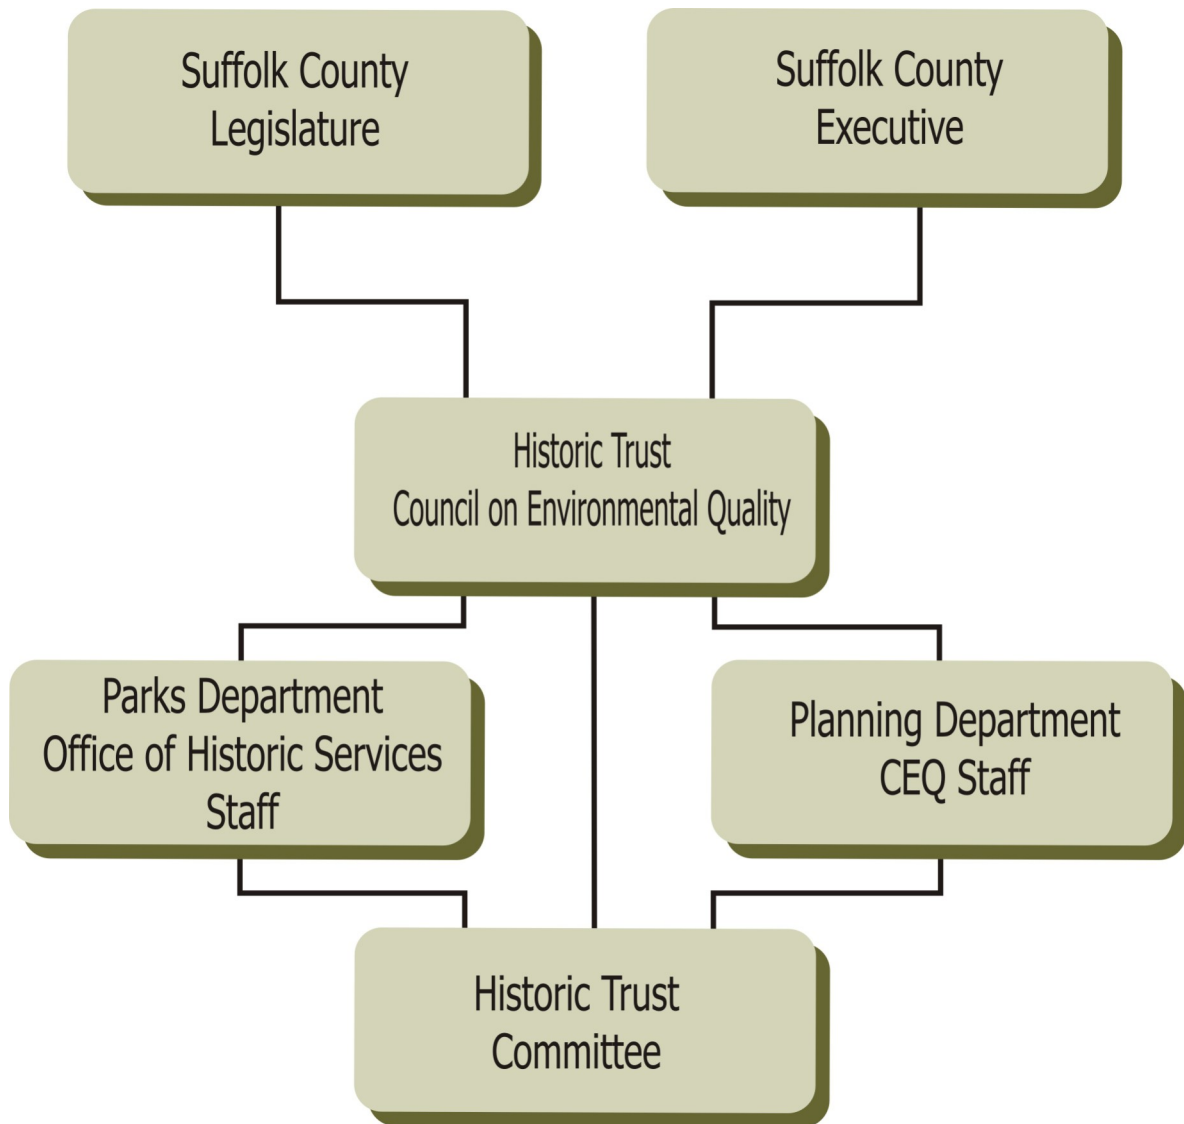 Suffolk County
Legislature
Suffolk County
Executive
Historic Trust
Council on Environmental Quality
Parks Department
Office of Historic Services
Staff
Planning Department
CEQ Staff
Historic Trust
Committee